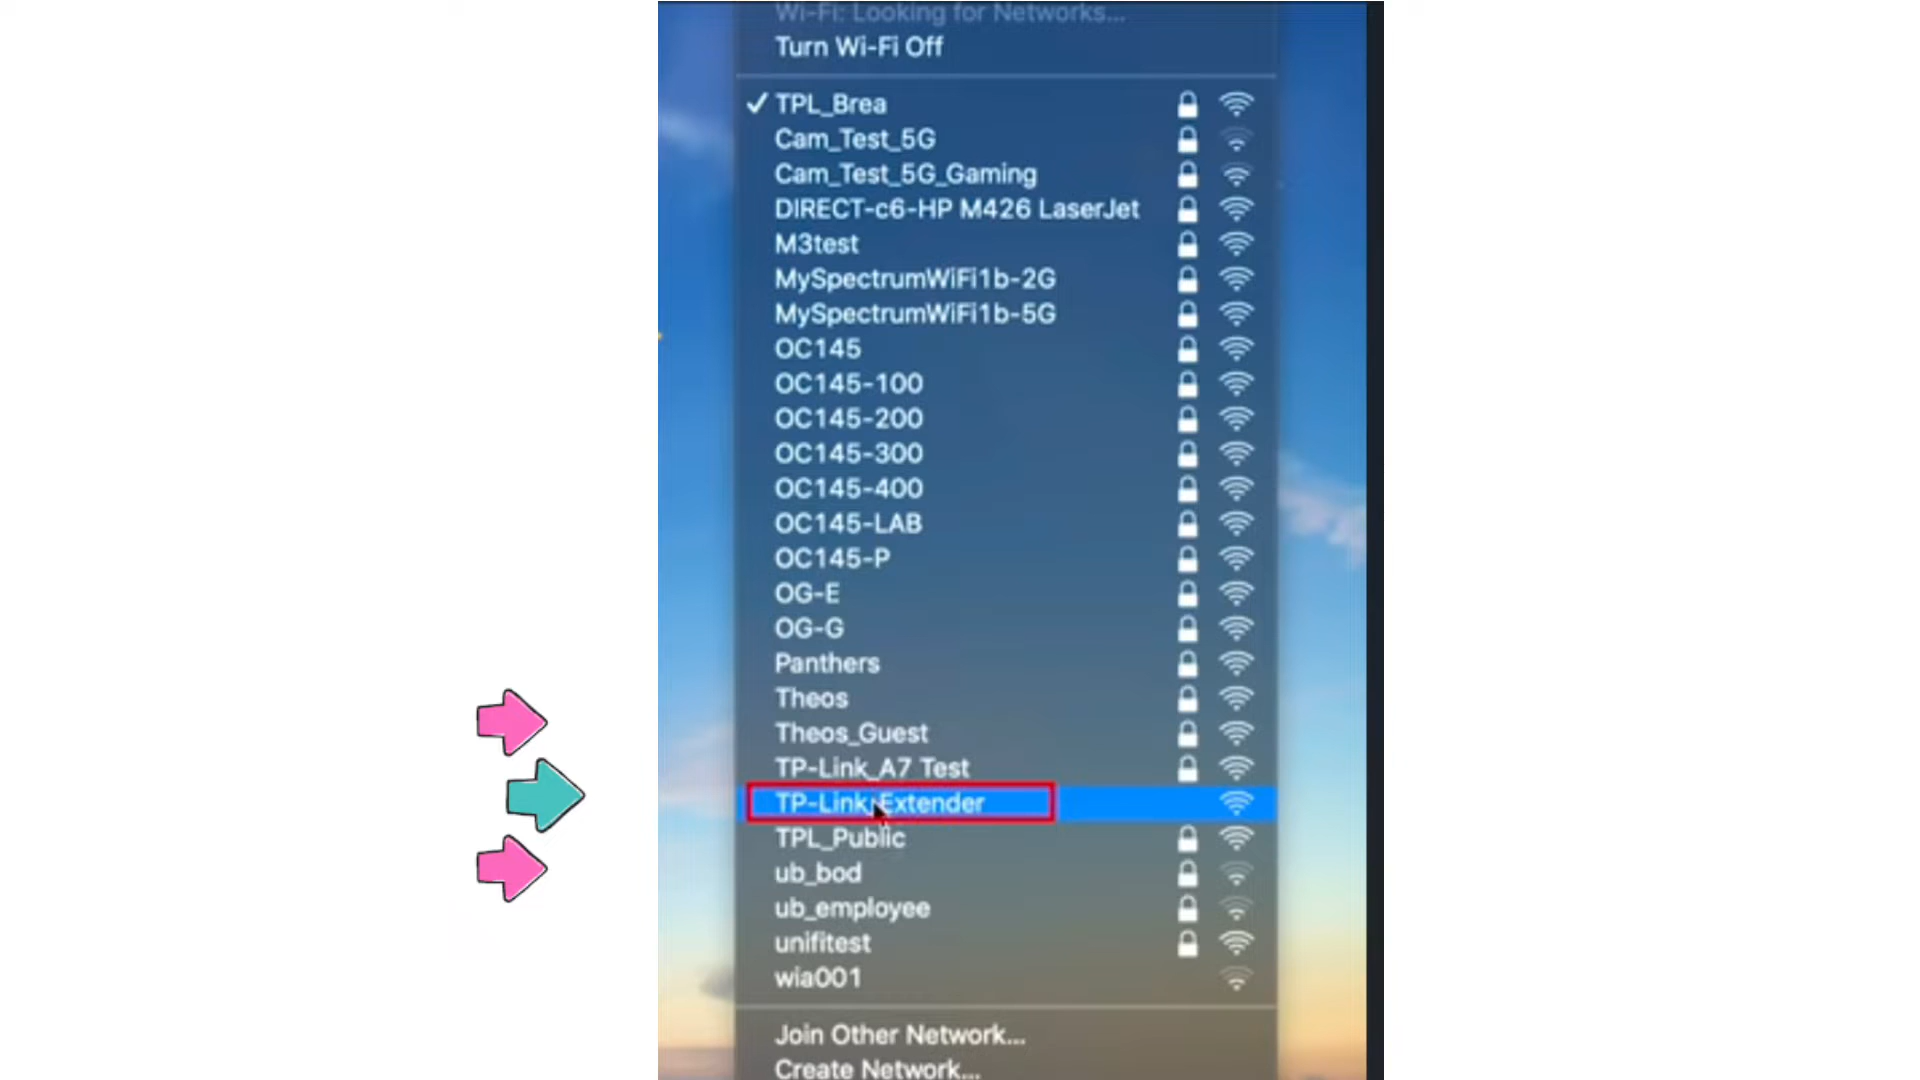 Wi-Fi: Looking for Networks...
Turn Wi-Fi Off
TPL_Brea
Cam_Test_5G
Cam_Test_5G_Gaming
DIRECT-c6-HP M426 LaserJet
M3test
MySpectrumWiFi1b-2G
MySpectrumWiFi1b-5G
OC145
OC145-100
OC145-200
OC145-300
OC145-400
OC145-LAB
OC145-P
OG-E
OG-G
Panthers
Theos
Theos_Guest
TP-Link_A7 Test
TP-Link_Extender
TPL_Public
ub_bod
ub_employee
unifitest
wia001
Join Other Network...
Create Network...